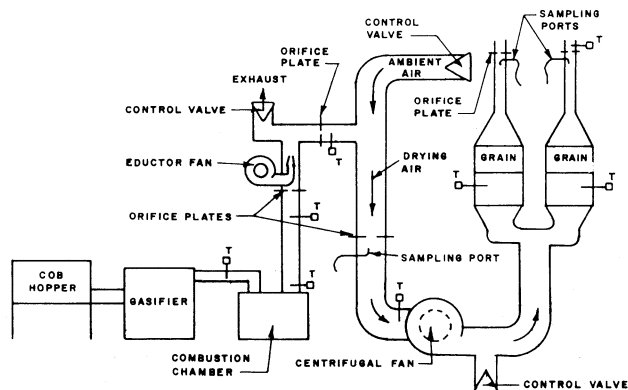 CONTROL
VALVE
SAMPLING
PORTS
T
ORIFICE
PLATE
AMBIENT
AIR
EXHAUST
CONTROL VALVE
ORIFICE
PLATE
T
EDUCTOR FAN
DRYING
AIR
GRAIN
GRAIN
T
T
ORIFICE PLATES
T
SAMPLING PORT
COB
HOPPER
GASIFIER
T
T
T
COMBUSTION
CHAMBER
CENTRIFUGAL FAN
CONTROL VALVE